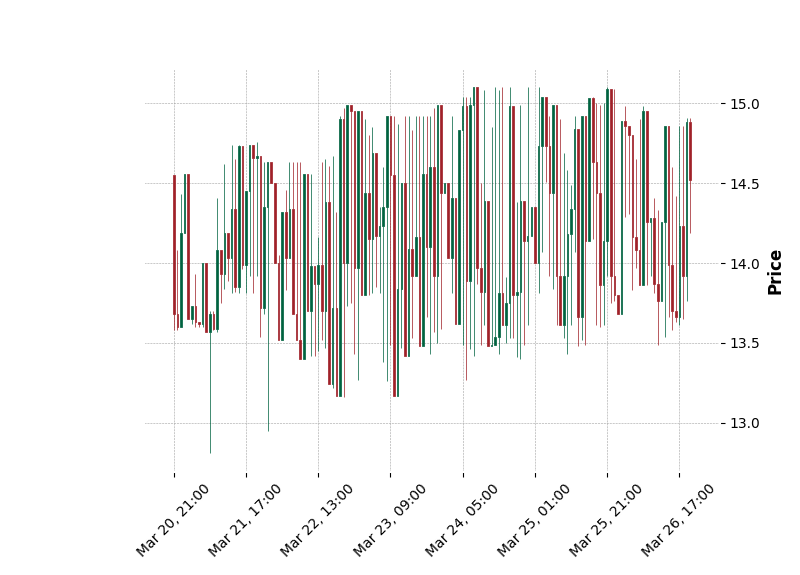 15.0
14.5
14.0
13.5
13.0
Price
Mar 20, 21:00
Mar 21, 17:00
Mar 22, 13:00
Mar 23, 09:00
Mar 24, 05:00
Mar 25, 01:00
Mar 25, 21:00
Mar 26, 17:00